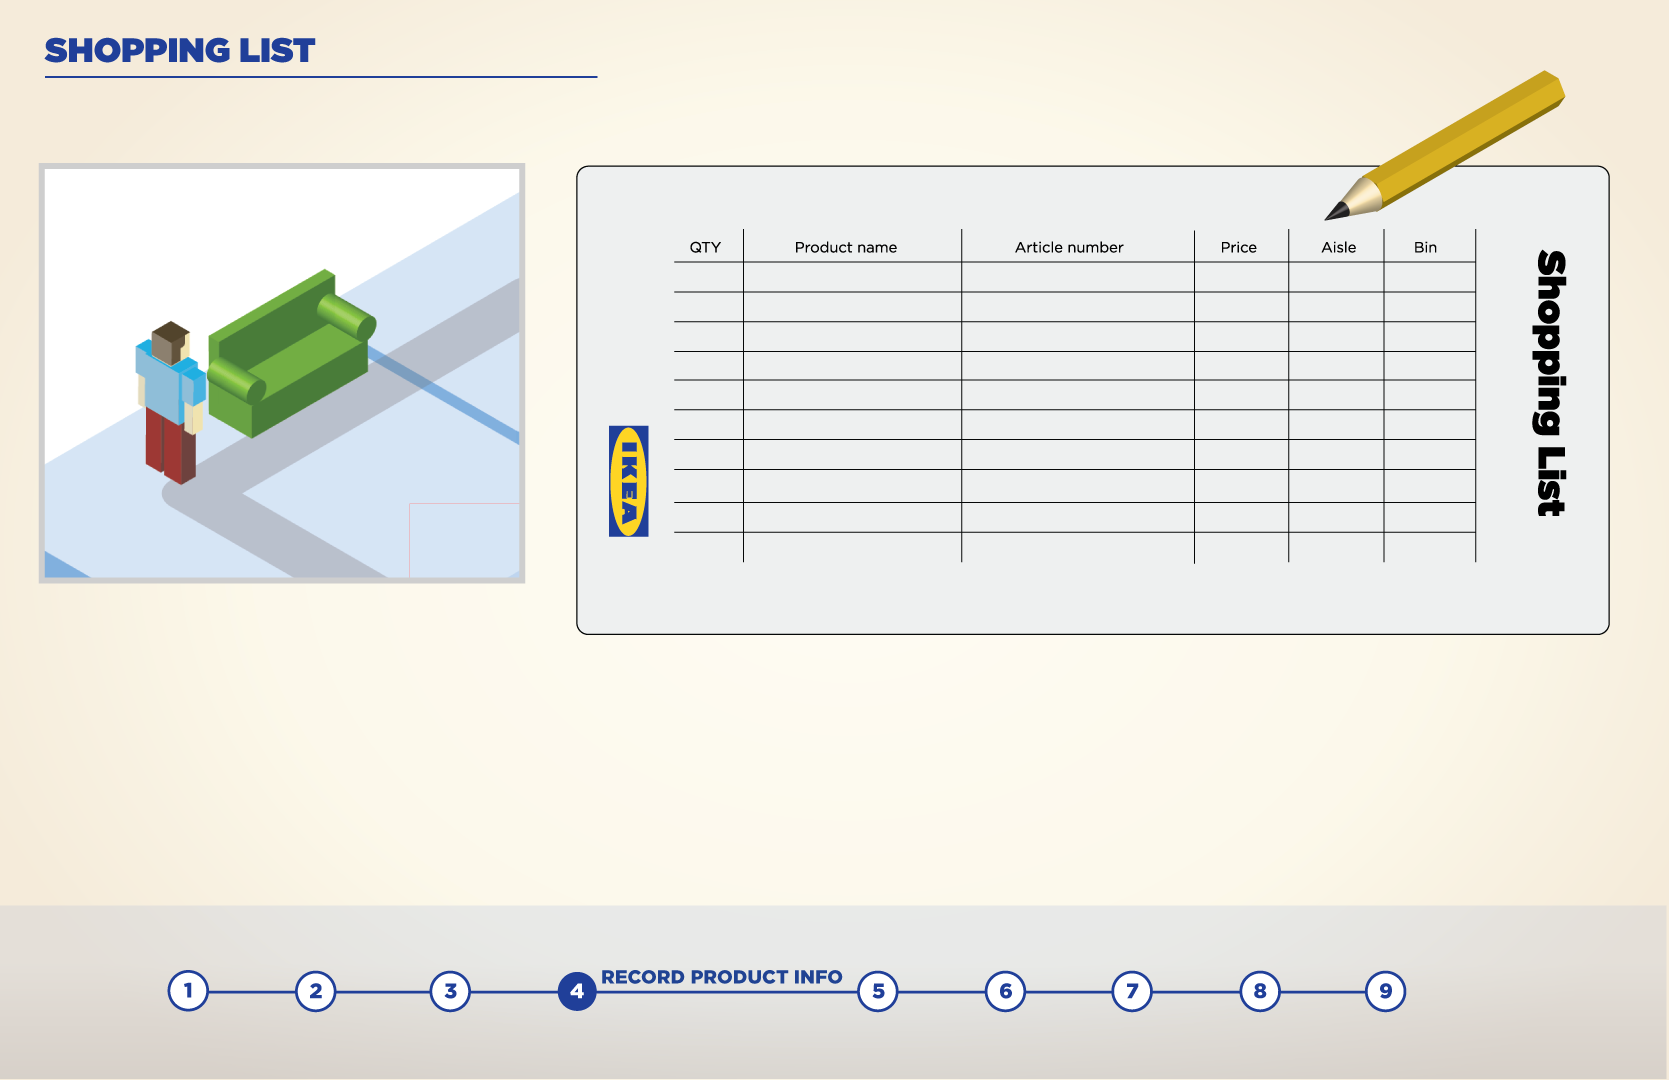 SHOPPING LIST
QTY Product name Article number Price Aisle Bin
Shopping List
IKEA
RECORD PRODUCT INFO
1 2 3 4 5 6 7 8 9